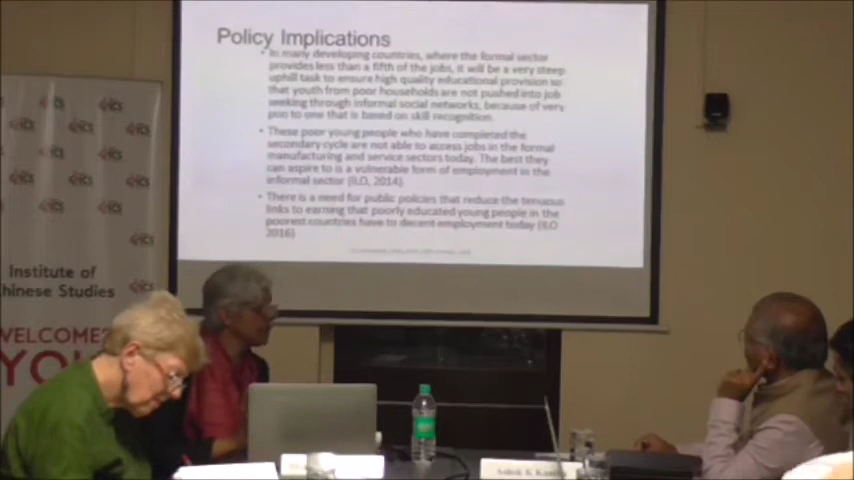 Policy Implications
• In many developing countries, where the formal sector
provides less than a fifth of the jobs, it will be a very steep
uphill task to ensure high quality educational provision so
that youth from poor households are not pushed into job
seeking through informal social networks, because of very
poo to one that is based on skill recognition.
• These poor young people who have completed the
secondary cycle are not able to access jobs in the formal
manufacturing and service sectors today. The best they
can aspire to is a vulnerable form of employment in the
informal sector (ILO, 2014)
• There is a need for public policies that reduce the tenuous
links to earning that poorly educated young people in the
poorest countries have to decent employment today (ILO
2016)
ICS
Institute of
Chinese Studies
WELCOMES
YOU
Ashok K